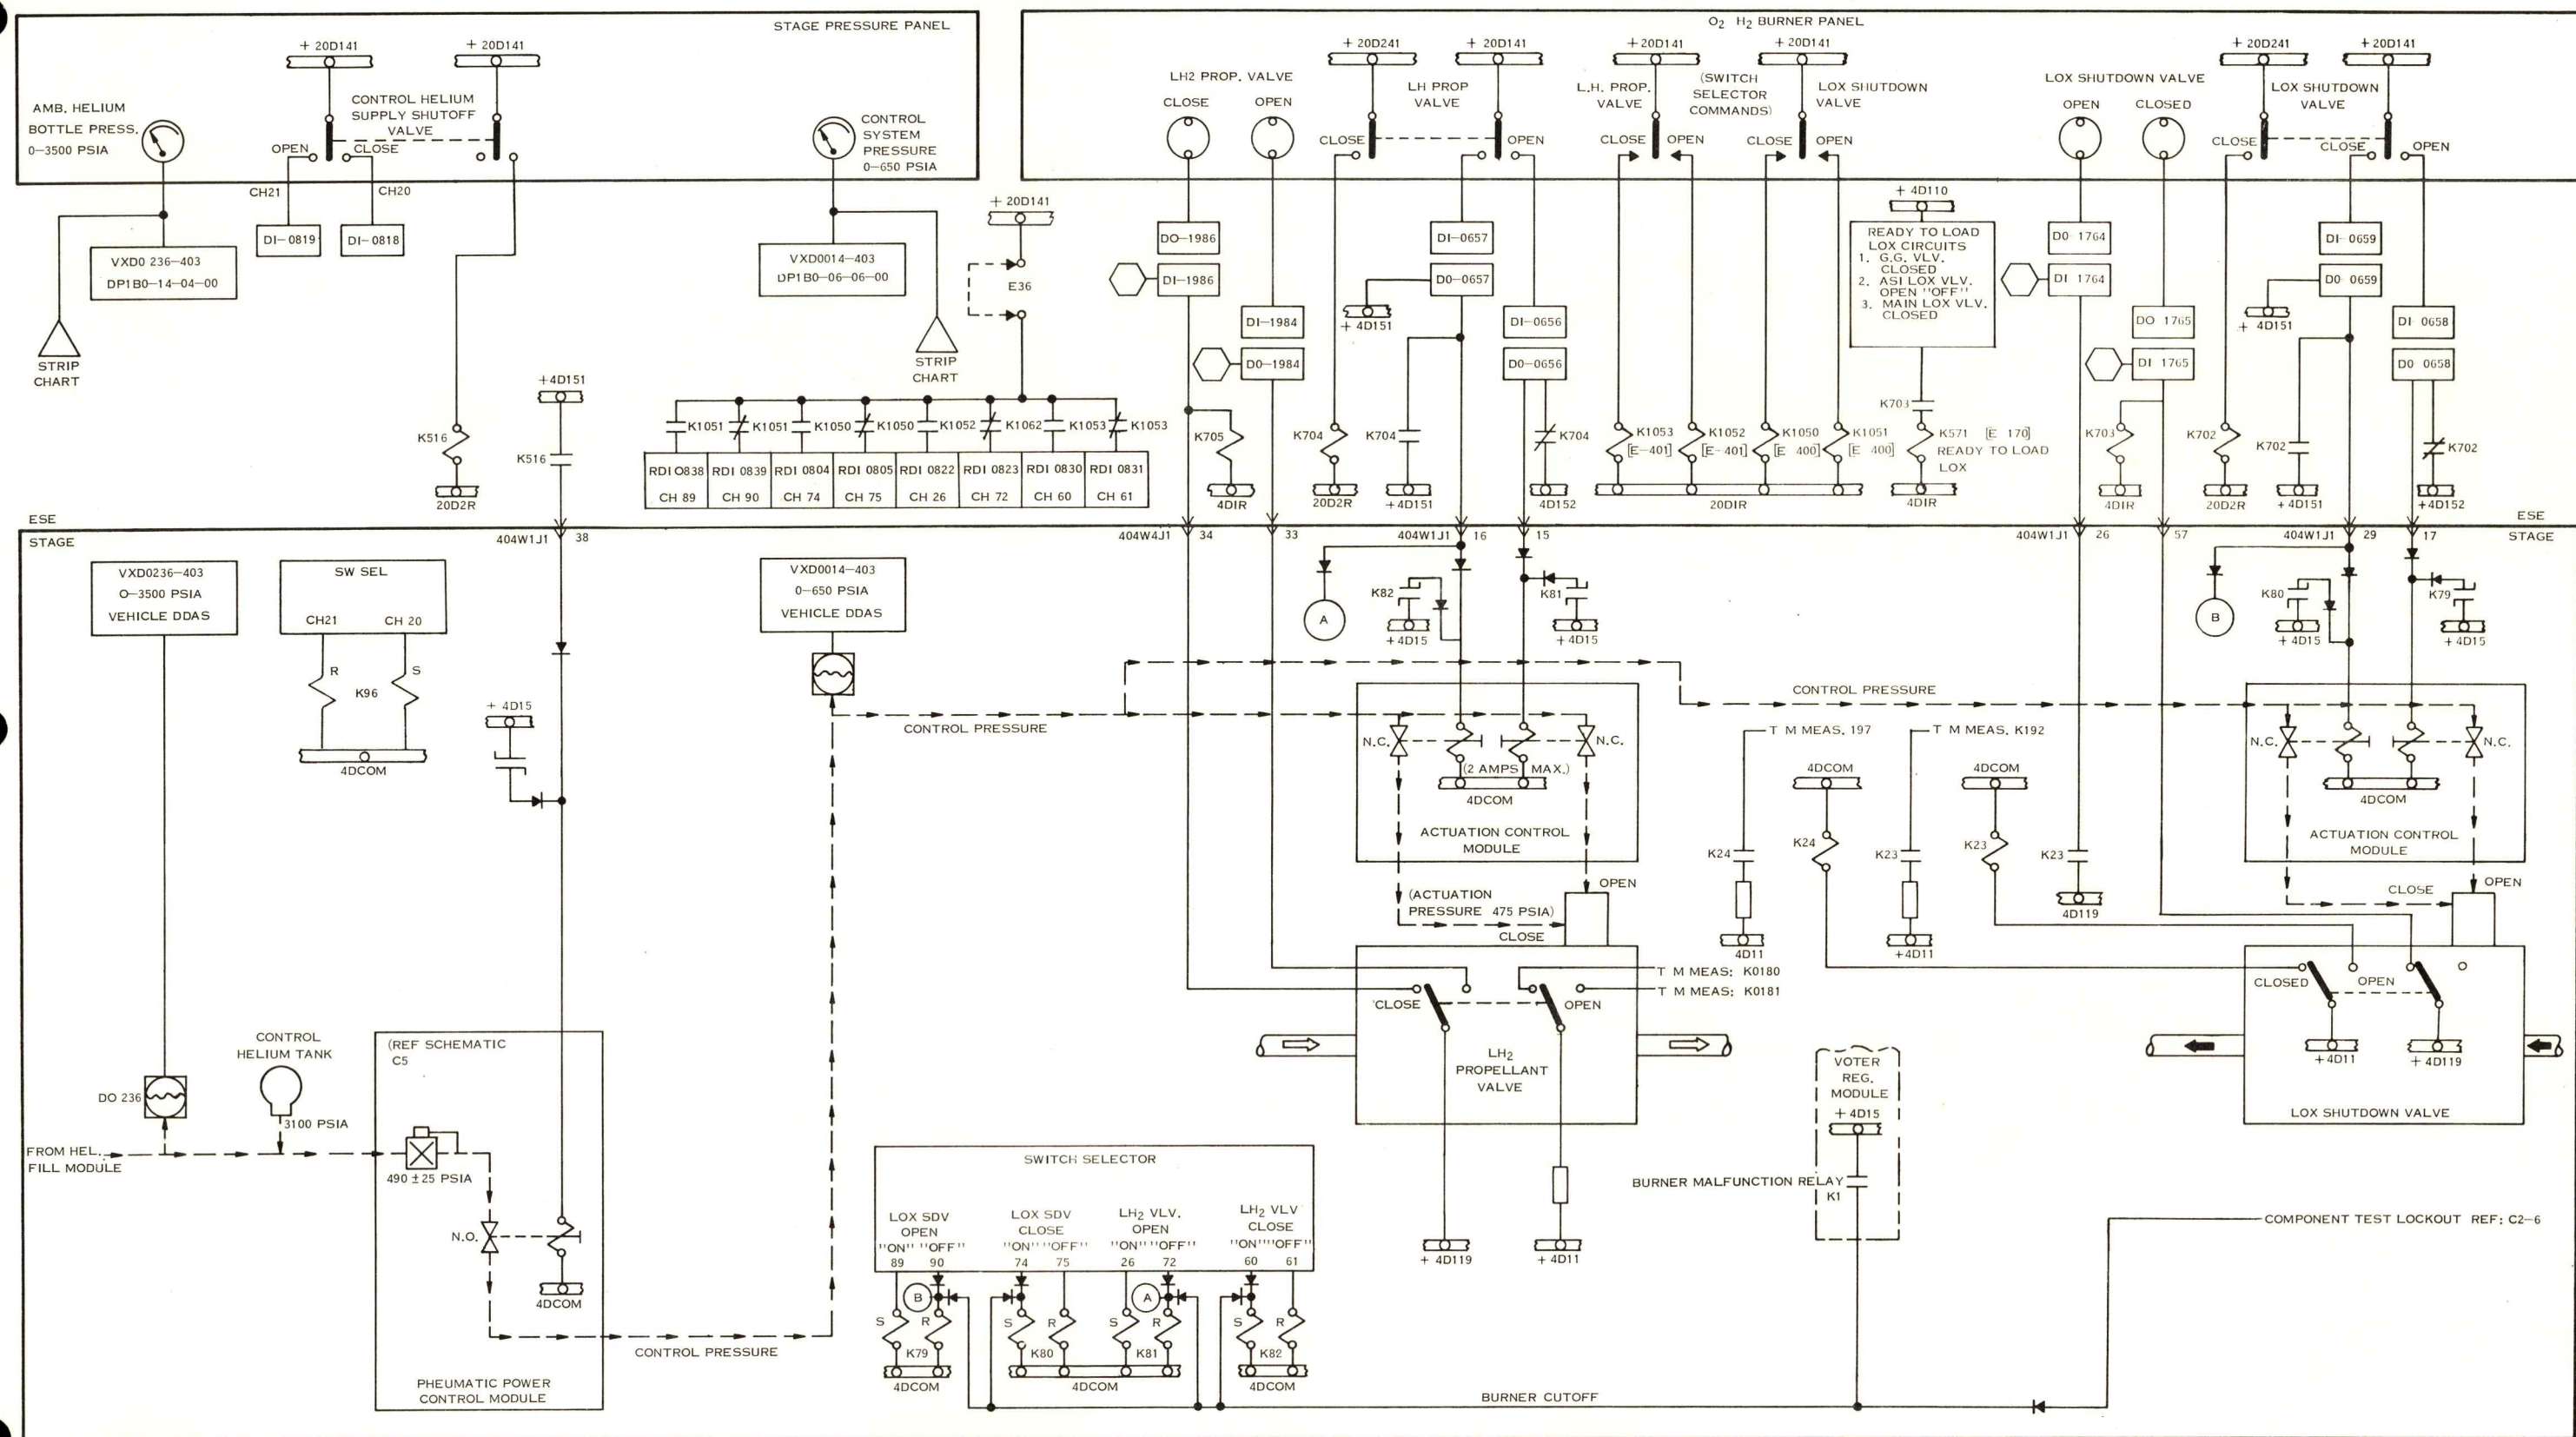 STAGE PRESSURE PANEL
+ 20D141
+ 20D141
AMB. HELIUM
BOTTLE PRESS.
0–3500 PSIA
CONTROL HELIUM
SUPPLY SHUTOFF
VALVE
OPEN
CLOSE
CONTROL
SYSTEM
PRESSURE
0–650 PSIA
O2 H2 BURNER PANEL
LH2 PROP. VALVE
CLOSE
OPEN
+ 20D241
+ 20D141
LH PROP
VALVE
CLOSE
OPEN
+ 20D141
+ 20D141
L.H. PROP.
VALVE
(SWITCH
SELECTOR
COMMANDS)
LOX SHUTDOWN
VALVE
CLOSE
OPEN
CLOSE
OPEN
LOX SHUTDOWN VALVE
OPEN
CLOSED
+ 20D241
+ 20D141
LOX SHUTDOWN
VALVE
CLOSE
CLOSE
OPEN
CH21
CH20
DI–0819
DI–0818
VXD0 236–403
DP1B0–14–04–00
STRIP
CHART
VXD0014–403
DP1B0–06–06–00
STRIP
CHART
+ 20D141
E36
K516
20D2R
+4D151
K516
K1051
K1051
K1050
K1050
K1052
K1062
K1053
K1053
RDI 0838
CH 89
RDI 0839
CH 90
RDI 0804
CH 74
RDI 0805
CH 75
RDI 0822
CH 26
RDI 0823
CH 72
RDI 0830
CH 60
RDI 0831
CH 61
DO–1986
DI–1986
DI–1984
D0–1984
K705
4DIR
K704
20D2R
DI–0657
D0–0657
+ 4D151
K704
+4D151
DI–0656
D0–0656
K704
4D152
K1053
[E–401]
K1052
[E–401]
K1050
[E 400]
K1051
[E 400]
20DIR
+ 4D110
READY TO LOAD
LOX CIRCUITS
1. G.G. VLV.
CLOSED
2. ASI LOX VLV.
OPEN "OFF"
3. MAIN LOX VLV.
CLOSED
K703
K571 [E 170]
READY TO LOAD
LOX
4DIR
D0 1764
DI 1764
DO 1765
DI 1765
K703
4DIR
K702
20D2R
DI 0659
D0 0659
+ 4D151
K702
+4D151
DI 0658
D0 0658
K702
+4D152
ESE
STAGE
ESE
STAGE
404W1J1 38
404W4J1 34
33
404W1J1 16
15
404W1J1 26
57
404W1J1 29
17
VXD0236–403
O–3500 PSIA
VEHICLE DDAS
SW SEL
CH21
CH 20
R
S
K96
4DCOM
+ 4D15
VXD0014–403
0–650 PSIA
VEHICLE DDAS
CONTROL PRESSURE
A
K82
+ 4D15
K81
+ 4D15
N.C.
N.C.
(2 AMPS MAX.)
4DCOM
ACTUATION CONTROL
MODULE
(ACTUATION
PRESSURE 475 PSIA)
CLOSE
OPEN
CONTROL PRESSURE
T M MEAS. 197
K24
4D11
4DCOM
K24
T M MEAS. K192
K23
+4D11
4DCOM
K23
K23
4D119
B
K80
+ 4D15
K79
+ 4D15
N.C.
N.C.
4DCOM
ACTUATION CONTROL
MODULE
CLOSE
OPEN
CLOSE
OPEN
T M MEAS: K0180
T M MEAS: K0181
LH2
PROPELLANT
VALVE
+ 4D119
+ 4D11
CLOSED
OPEN
+4D11
+ 4D119
LOX SHUTDOWN VALVE
DO 236
CONTROL
HELIUM TANK
3100 PSIA
FROM HEL.
FILL MODULE
(REF SCHEMATIC
C5
490 ±25 PSIA
N.O.
4DCOM
PHEUMATIC POWER
CONTROL MODULE
CONTROL PRESSURE
SWITCH SELECTOR
LOX SDV
OPEN
"ON" "OFF"
89 90
LOX SDV
CLOSE
"ON" "OFF"
74 75
LH2 VLV.
OPEN
"ON" "OFF"
26 72
LH2 VLV
CLOSE
"ON" "OFF"
60 61
B
A
S R
K79
4DCOM
S R
K80
S R
K81
4DCOM
S R
K82
4DCOM
VOTER
REG.
MODULE
+ 4D15
BURNER MALFUNCTION RELAY
K1
COMPONENT TEST LOCKOUT REF: C2–6
BURNER CUTOFF